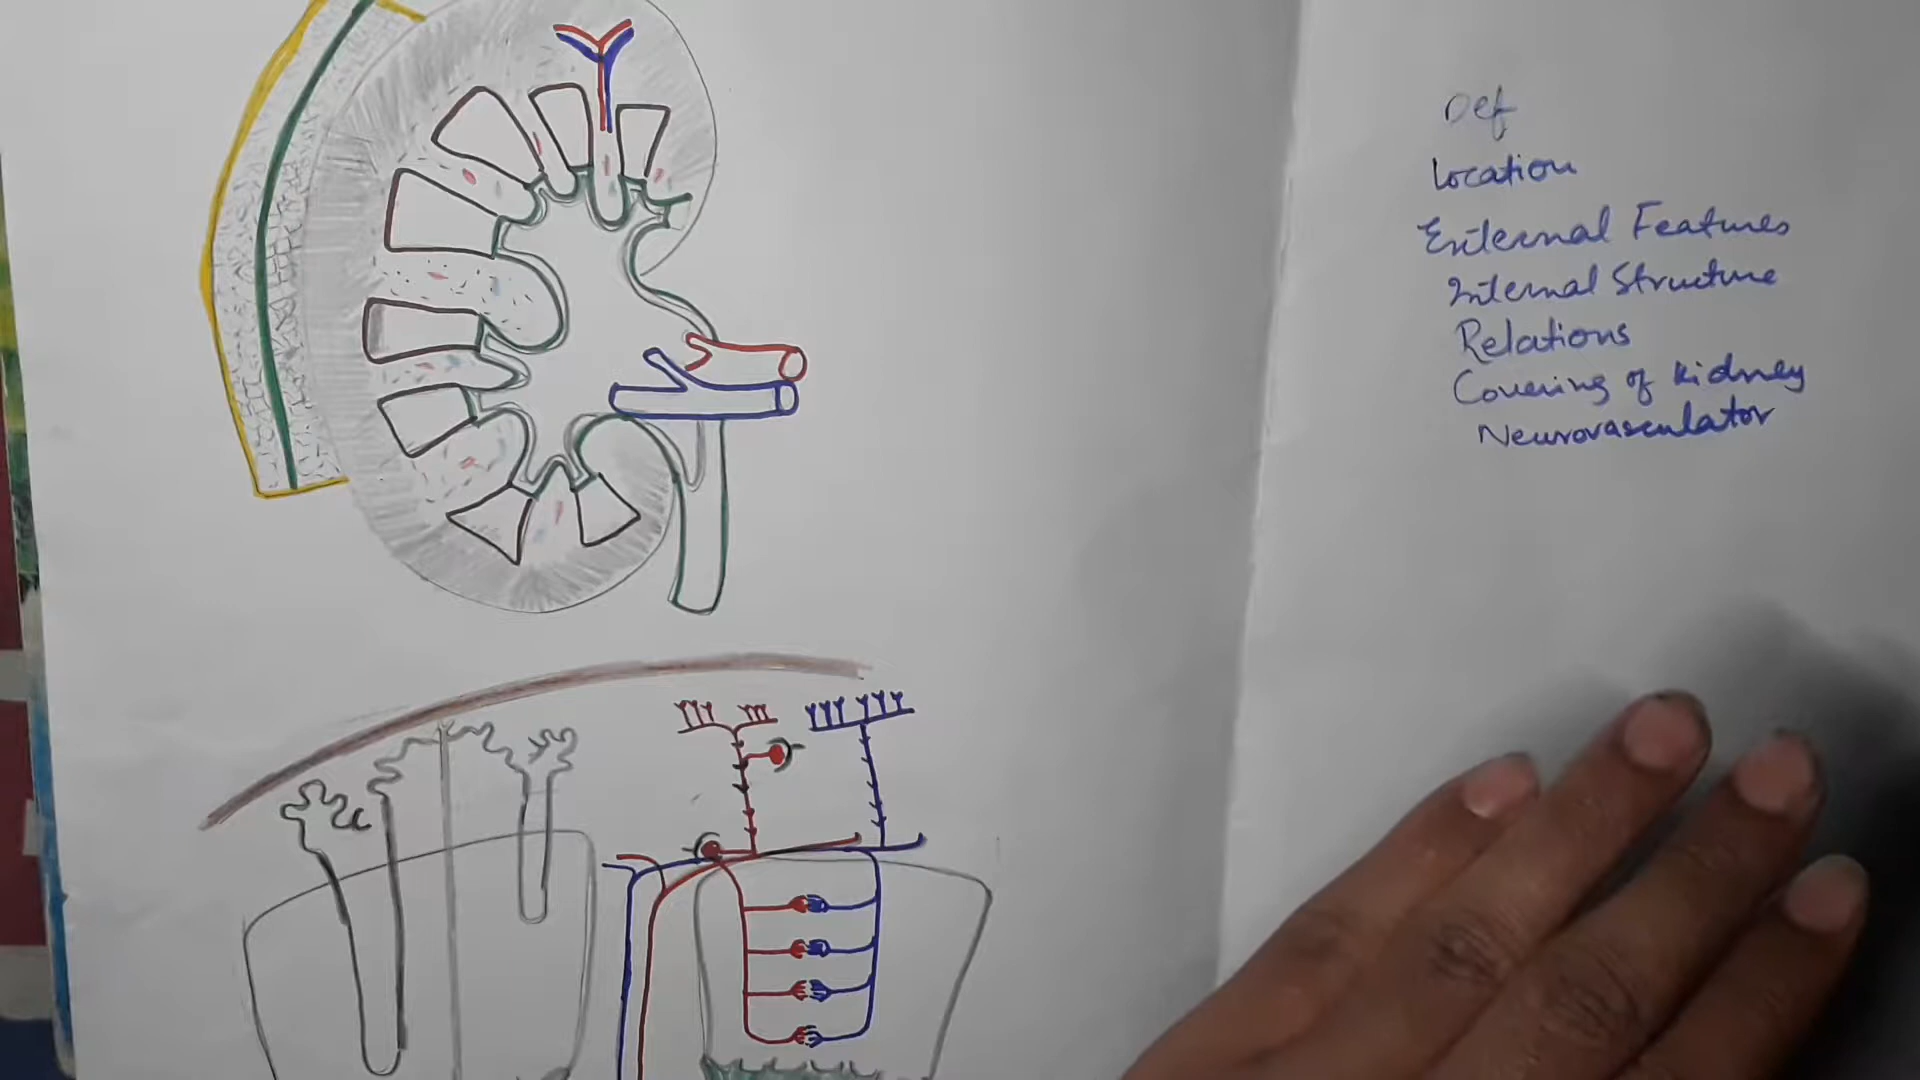 Def
Location
External Features
Internal Structure
Relations
Covering of kidney
Neurovasculator